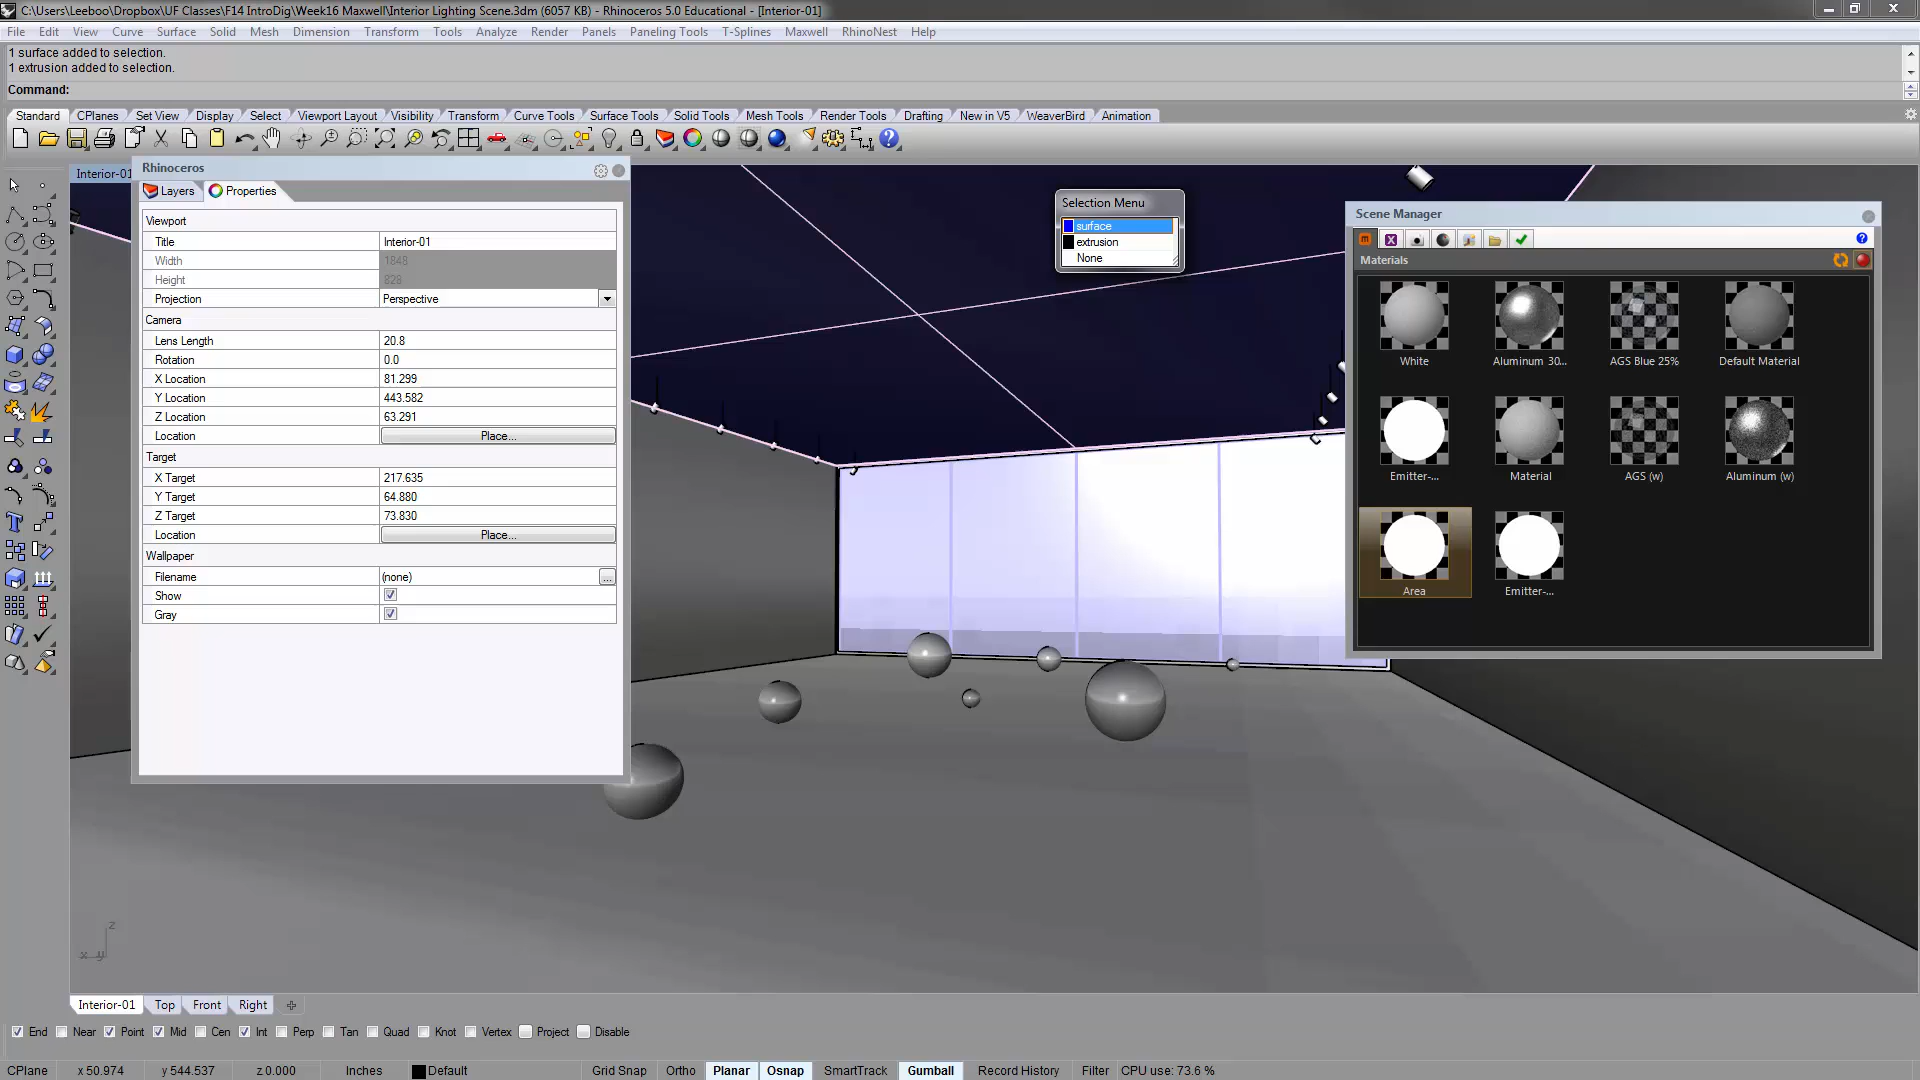 C:\Users\Leeboo\Dropbox\UF Classes\F14 IntroDig\Week16 Maxwell\Interior Lighting Scene.3dm (6057 KB) - Rhinoceros 5.0 Educational - [Interior-01]
File Edit View Curve Surface Solid Mesh Dimension Transform Tools Analyze Render Panels Paneling Tools T-Splines Maxwell RhinoNest Help
1 surface added to selection.
1 extrusion added to selection.
Command:
Standard CPlanes Set View Display Select Viewport Layout Visibility Transform Curve Tools Surface Tools Solid Tools Mesh Tools Render Tools Drafting New in V5 WeaverBird Animation
Interior-01
Rhinoceros
Layers Properties
Viewport
Title Interior-01
Width 1848
Height 828
Projection Perspective
Camera
Lens Length 20.8
Rotation 0.0
X Location 81.299
Y Location 443.582
Z Location 63.291
Location Place...
Target
X Target 217.635
Y Target 64.880
Z Target 73.830
Location Place...
Wallpaper
Filename (none) ...
Show
Gray
Selection Menu
surface
extrusion
None
Scene Manager
Materials
White Aluminum 30... AGS Blue 25% Default Material
Emitter-... Material AGS (w) Aluminum (w)
Area Emitter-...
z
x y
Interior-01 Top Front Right
End Near Point Mid Cen Int Perp Tan Quad Knot Vertex Project Disable
CPlane x 50.974 y 544.537 z 0.000 Inches Default Grid Snap Ortho Planar Osnap SmartTrack Gumball Record History Filter CPU use: 73.6 %